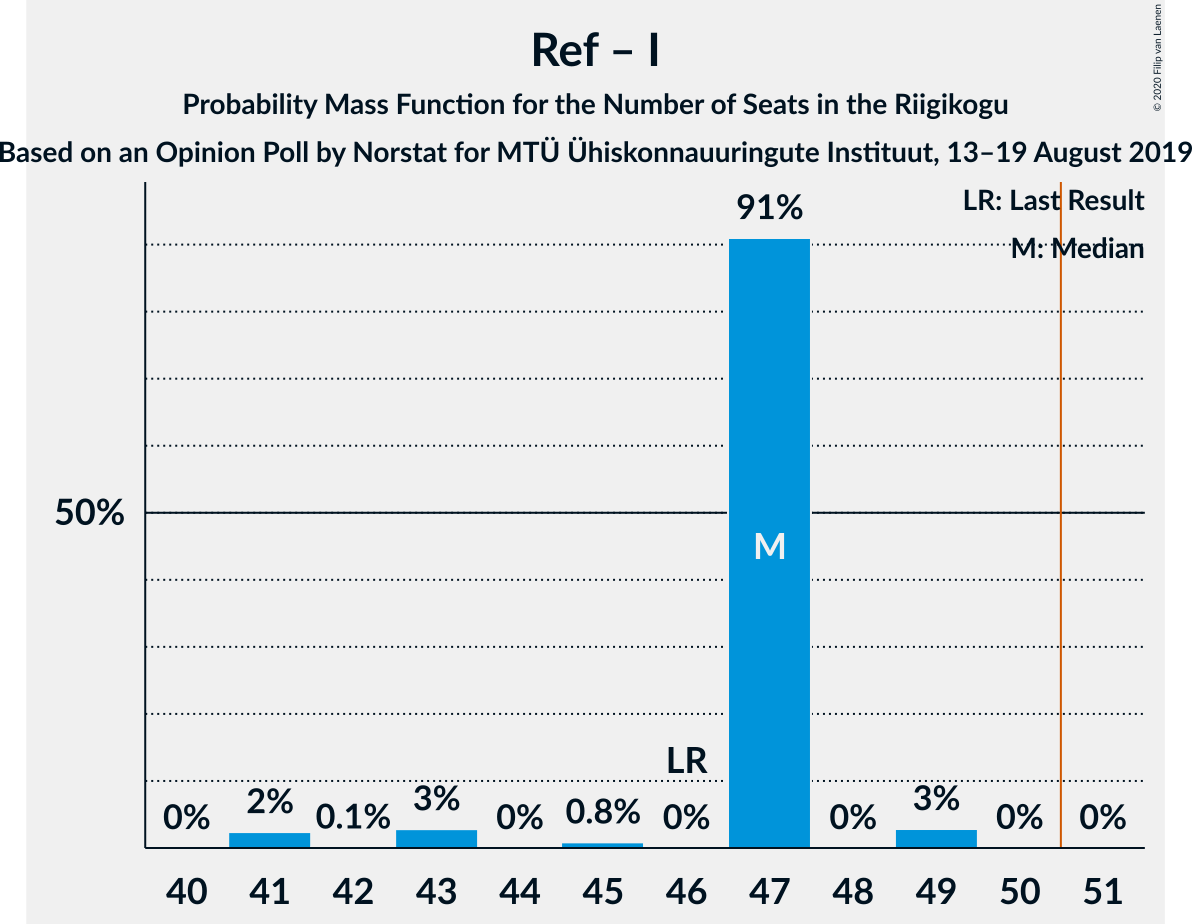 Ref – I
Probability Mass Function for the Number of Seats in the Riigikogu
Based on an Opinion Poll by Norstat for MTÜ Ühiskonnauuringute Instituut, 13–19 August 2019
© 2020 Filip van Laenen
LR: Last Result
M: Median
91%
50%
M
LR
0% 2% 0.1% 3% 0% 0.8% 0% 0% 3% 0% 0%
40 41 42 43 44 45 46 47 48 49 50 51